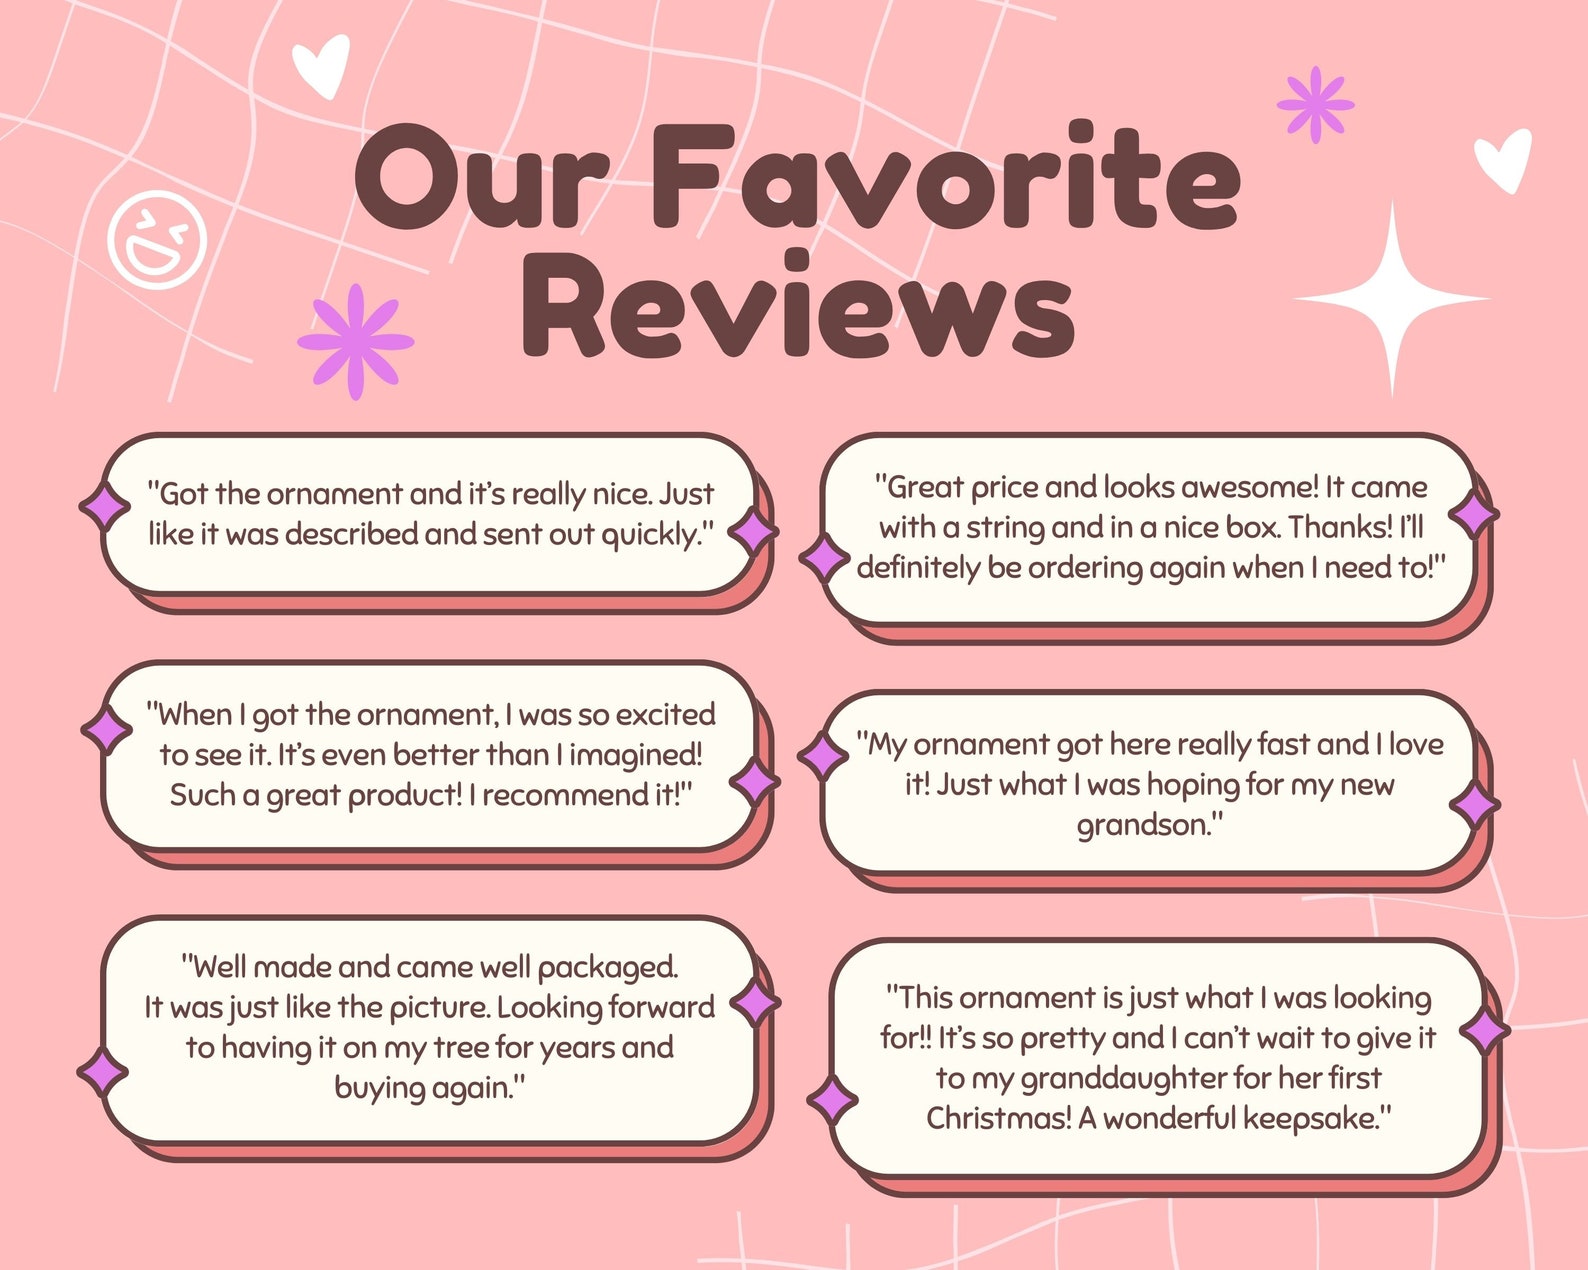 Our Favorite
Reviews
"Got the ornament and it's really nice. Just
like it was described and sent out quickly."
"Great price and looks awesome! It came
with a string and in a nice box. Thanks! I'll
definitely be ordering again when I need to!"
"When I got the ornament, I was so excited
to see it. It's even better than I imagined!
Such a great product! I recommend it!"
"My ornament got here really fast and I love
it! Just what I was hoping for my new
grandson."
"Well made and came well packaged.
It was just like the picture. Looking forward
to having it on my tree for years and
buying again."
"This ornament is just what I was looking
for!! It's so pretty and I can't wait to give it
to my granddaughter for her first
Christmas! A wonderful keepsake."